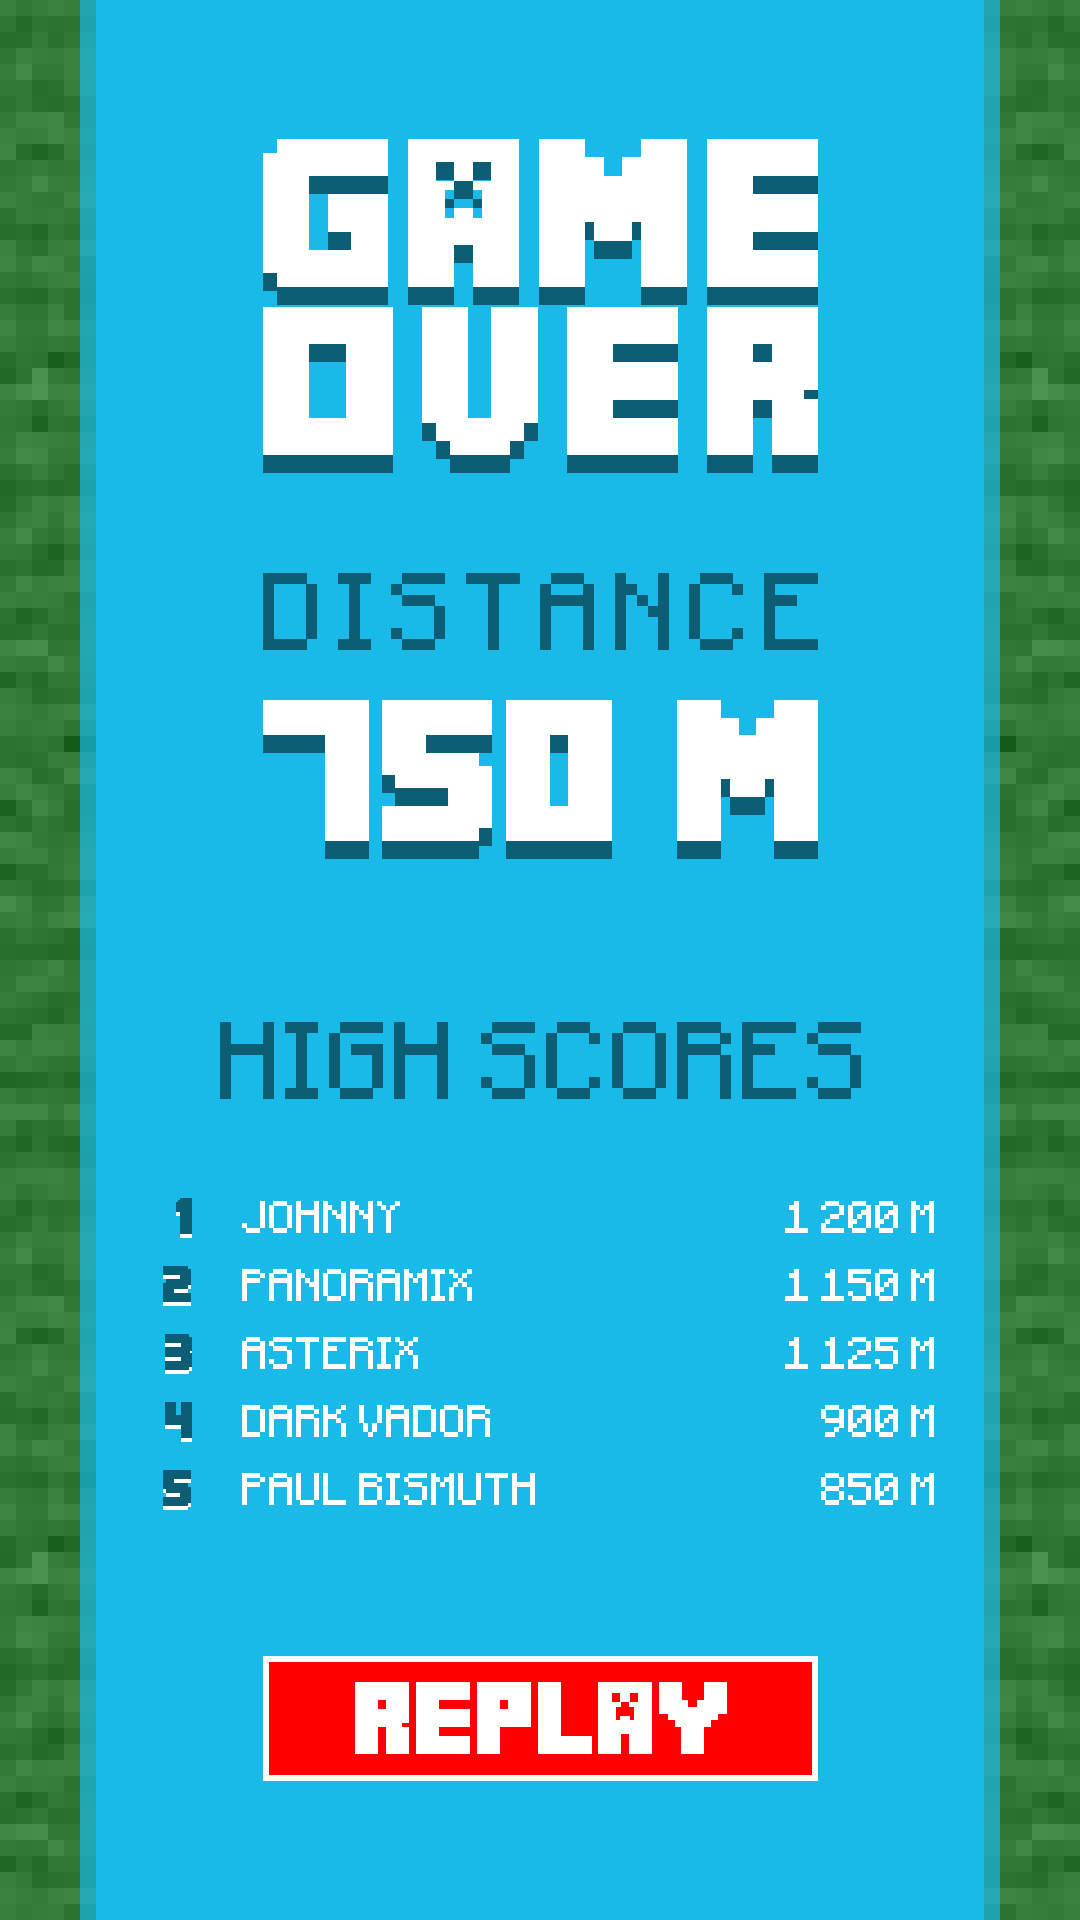 GAME
OVER
DISTANCE
750 M
HIGH SCORES
1 JOHNNY 1 200 M
2 PANORAMIX 1 150 M
3 ASTERIX 1 125 M
4 DARK VADOR 900 M
5 PAUL BISMUTH 850 M
REPLAY